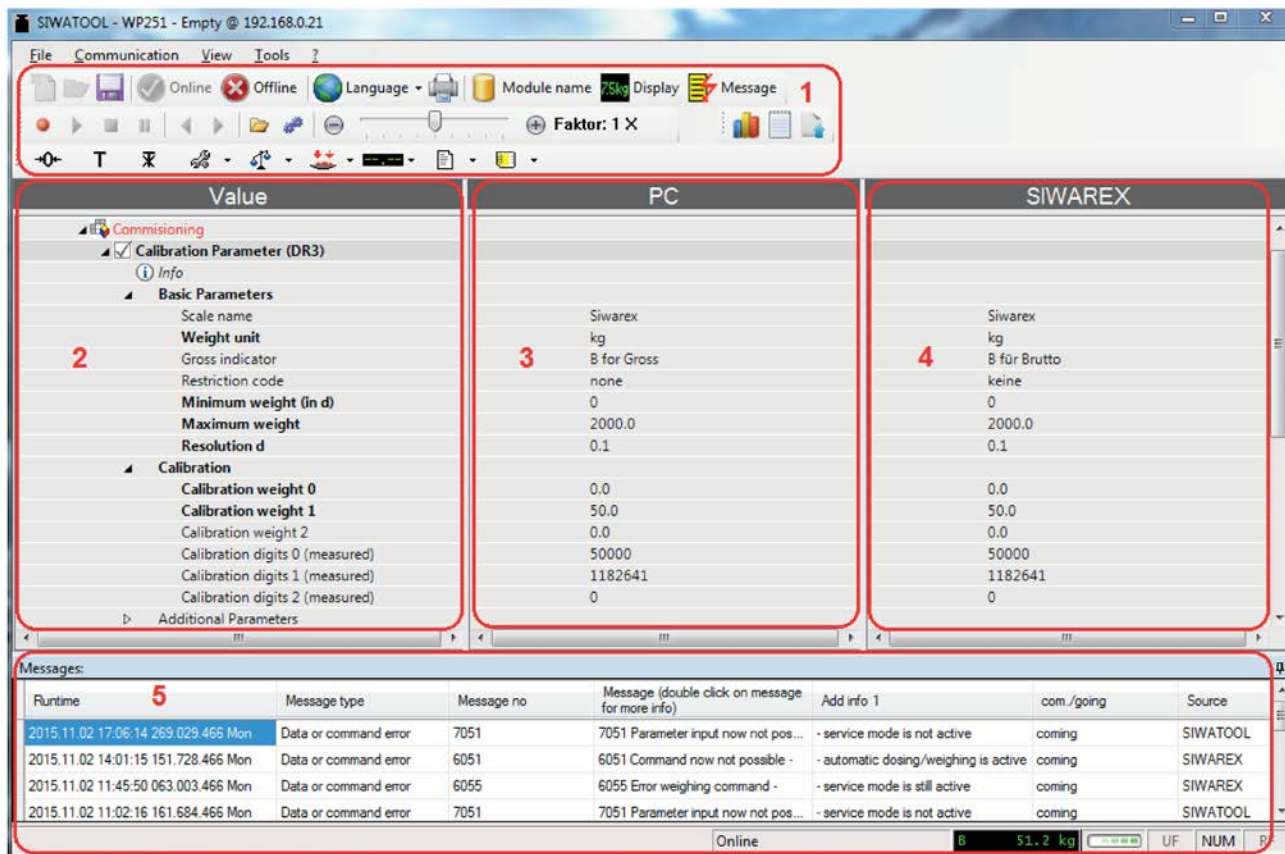 SIWATOOL - WP251 - Empty @ 192.168.0.21
File Communication View Tools ?
Online Offline Language Module name 75kg Display Message 1
Faktor: 1 X
→0← T
Value PC SIWAREX
Commisioning
Calibration Parameter (DR3)
Info
Basic Parameters
Scale name Siwarex Siwarex
Weight unit kg kg
2 Gross indicator 3 B for Gross 4 B für Brutto
Restriction code none keine
Minimum weight (in d) 0 0
Maximum weight 2000.0 2000.0
Resolution d 0.1 0.1
Calibration
Calibration weight 0 0.0 0.0
Calibration weight 1 50.0 50.0
Calibration weight 2 0.0 0.0
Calibration digits 0 (measured) 50000 50000
Calibration digits 1 (measured) 1182641 1182641
Calibration digits 2 (measured) 0 0
Additional Parameters
Messages:
Runtime 5 Message type Message no Message (double click on message for more info) Add info 1 com./going Source
2015.11.02 17:06:14 269.029.466 Mon Data or command error 7051 7051 Parameter input now not pos... - service mode is not active coming SIWATOOL
2015.11.02 14:01:15 151.728.466 Mon Data or command error 6051 6051 Command now not possible - - automatic dosing/weighing is active coming SIWAREX
2015.11.02 11:45:50 063.003.466 Mon Data or command error 6055 6055 Error weighing command - - service mode is still active coming SIWAREX
2015.11.02 11:02:16 161.684.466 Mon Data or command error 7051 7051 Parameter input now not pos... - service mode is not active coming SIWATOOL
Online B 51.2 kg UF NUM